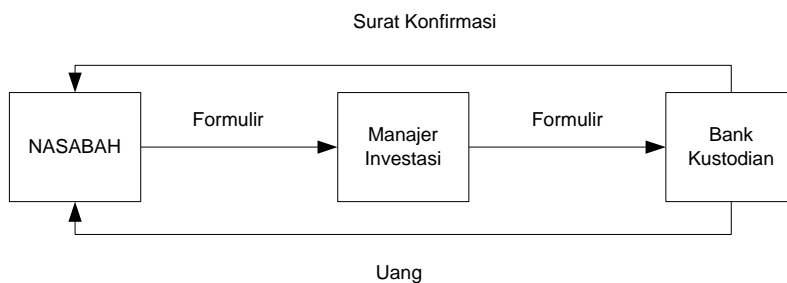 Surat Konfirmasi
NASABAH
Formulir
Manajer
Investasi
Formulir
Bank
Kustodian
Uang